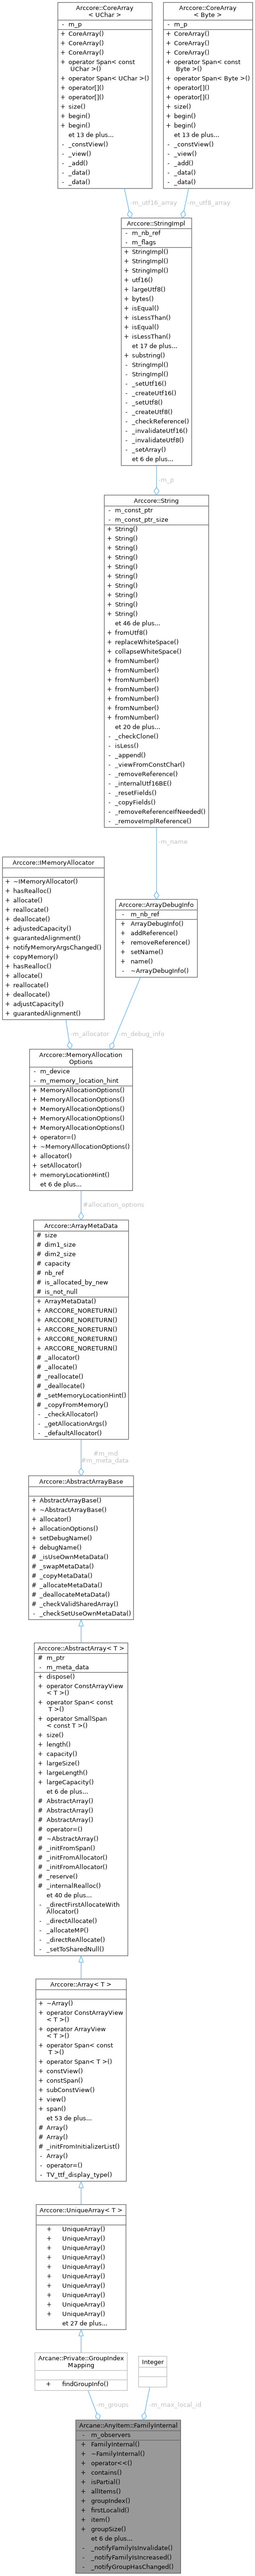 Arccore::CoreArray
< UChar >
- m_p
+ CoreArray()
+ CoreArray()
+ CoreArray()
+ operator Span< const
UChar >()
+ operator Span< UChar >()
+ operator[]()
+ operator[]()
+ size()
+ begin()
+ begin()
et 13 de plus...
- _constView()
- _view()
- _add()
- _data()
- _data()
Arccore::CoreArray
< Byte >
- m_p
+ CoreArray()
+ CoreArray()
+ CoreArray()
+ operator Span< const
Byte >()
+ operator Span< Byte >()
+ operator[]()
+ operator[]()
+ size()
+ begin()
+ begin()
et 13 de plus...
- _constView()
- _view()
- _add()
- _data()
- _data()
-m_utf16_array
-m_utf8_array
Arccore::StringImpl
- m_nb_ref
- m_flags
+ StringImpl()
+ StringImpl()
+ StringImpl()
+ utf16()
+ largeUtf8()
+ bytes()
+ isEqual()
+ isLessThan()
+ isEqual()
+ isLessThan()
et 17 de plus...
+ substring()
- StringImpl()
- StringImpl()
- _setUtf16()
- _createUtf16()
- _setUtf8()
- _createUtf8()
- _checkReference()
- _invalidateUtf16()
- _invalidateUtf8()
- _setArray()
et 6 de plus...
-m_p
Arccore::String
- m_const_ptr
- m_const_ptr_size
+ String()
+ String()
+ String()
+ String()
+ String()
+ String()
+ String()
+ String()
+ String()
+ String()
et 46 de plus...
+ fromUtf8()
+ replaceWhiteSpace()
+ collapseWhiteSpace()
+ fromNumber()
+ fromNumber()
+ fromNumber()
+ fromNumber()
+ fromNumber()
+ fromNumber()
+ fromNumber()
et 20 de plus...
- _checkClone()
- isLess()
- _append()
- _viewFromConstChar()
- _removeReference()
- _internalUtf16BE()
- _resetFields()
- _copyFields()
- _removeReferenceIfNeeded()
- _removeImplReference()
-m_name
Arccore::IMemoryAllocator
+ ~IMemoryAllocator()
+ hasRealloc()
+ allocate()
+ reallocate()
+ deallocate()
+ adjustedCapacity()
+ guarantedAlignment()
+ notifyMemoryArgsChanged()
+ copyMemory()
+ hasRealloc()
+ allocate()
+ reallocate()
+ deallocate()
+ adjustCapacity()
+ guarantedAlignment()
Arccore::ArrayDebugInfo
- m_nb_ref
+ ArrayDebugInfo()
+ addReference()
+ removeReference()
+ setName()
+ name()
- ~ArrayDebugInfo()
-m_allocator
-m_debug_info
Arccore::MemoryAllocation
Options
- m_device
- m_memory_location_hint
+ MemoryAllocationOptions()
+ MemoryAllocationOptions()
+ MemoryAllocationOptions()
+ MemoryAllocationOptions()
+ MemoryAllocationOptions()
+ operator=()
+ ~MemoryAllocationOptions()
+ allocator()
+ setAllocator()
+ memoryLocationHint()
et 6 de plus...
#allocation_options
Arccore::ArrayMetaData
# size
# dim1_size
# dim2_size
# capacity
# nb_ref
# is_allocated_by_new
# is_not_null
+ ArrayMetaData()
+ ARCCORE_NORETURN()
+ ARCCORE_NORETURN()
+ ARCCORE_NORETURN()
+ ARCCORE_NORETURN()
+ ARCCORE_NORETURN()
# _allocator()
# _allocate()
# _reallocate()
# _deallocate()
# _setMemoryLocationHint()
# _copyFromMemory()
- _checkAllocator()
- _getAllocationArgs()
- _defaultAllocator()
#m_md
#m_meta_data
Arccore::AbstractArrayBase
+ AbstractArrayBase()
+ ~AbstractArrayBase()
+ allocator()
+ allocationOptions()
+ setDebugName()
+ debugName()
# _isUseOwnMetaData()
# _swapMetaData()
# _copyMetaData()
# _allocateMetaData()
# _deallocateMetaData()
# _checkValidSharedArray()
- _checkSetUseOwnMetaData()
Arccore::AbstractArray< T >
# m_ptr
- m_meta_data
+ dispose()
+ operator ConstArrayView
< T >()
+ operator Span< const
T >()
+ operator SmallSpan
< const T >()
+ size()
+ length()
+ capacity()
+ largeSize()
+ largeLength()
+ largeCapacity()
et 6 de plus...
# AbstractArray()
# AbstractArray()
# AbstractArray()
# operator=()
# ~AbstractArray()
# _initFromSpan()
# _initFromAllocator()
# _initFromAllocator()
# _reserve()
# _internalRealloc()
et 40 de plus...
- _directFirstAllocateWith
Allocator()
- _directAllocate()
- _allocateMP()
- _directReAllocate()
- _setToSharedNull()
Arccore::Array< T >
+ ~Array()
+ operator ConstArrayView
< T >()
+ operator ArrayView
< T >()
+ operator Span< const
T >()
+ operator Span< T >()
+ constView()
+ constSpan()
+ subConstView()
+ view()
+ span()
et 53 de plus...
# Array()
# Array()
# _initFromInitializerList()
- Array()
- operator=()
- TV_ttf_display_type()
Arccore::UniqueArray< T >
+ UniqueArray()
+ UniqueArray()
+ UniqueArray()
+ UniqueArray()
+ UniqueArray()
+ UniqueArray()
+ UniqueArray()
+ UniqueArray()
+ UniqueArray()
+ UniqueArray()
et 27 de plus...
Arcane::Private::GroupIndex
Mapping
+ findGroupInfo()
Integer
-m_groups
-m_max_local_id
Arcane::AnyItem::FamilyInternal
- m_observers
+ FamilyInternal()
+ ~FamilyInternal()
+ operator<<()
+ contains()
+ isPartial()
+ allItems()
+ groupIndex()
+ firstLocalId()
+ item()
+ groupSize()
et 6 de plus...
- _notifyFamilyIsInvalidate()
- _notifyFamilyIsIncreased()
- _notifyGroupHasChanged()